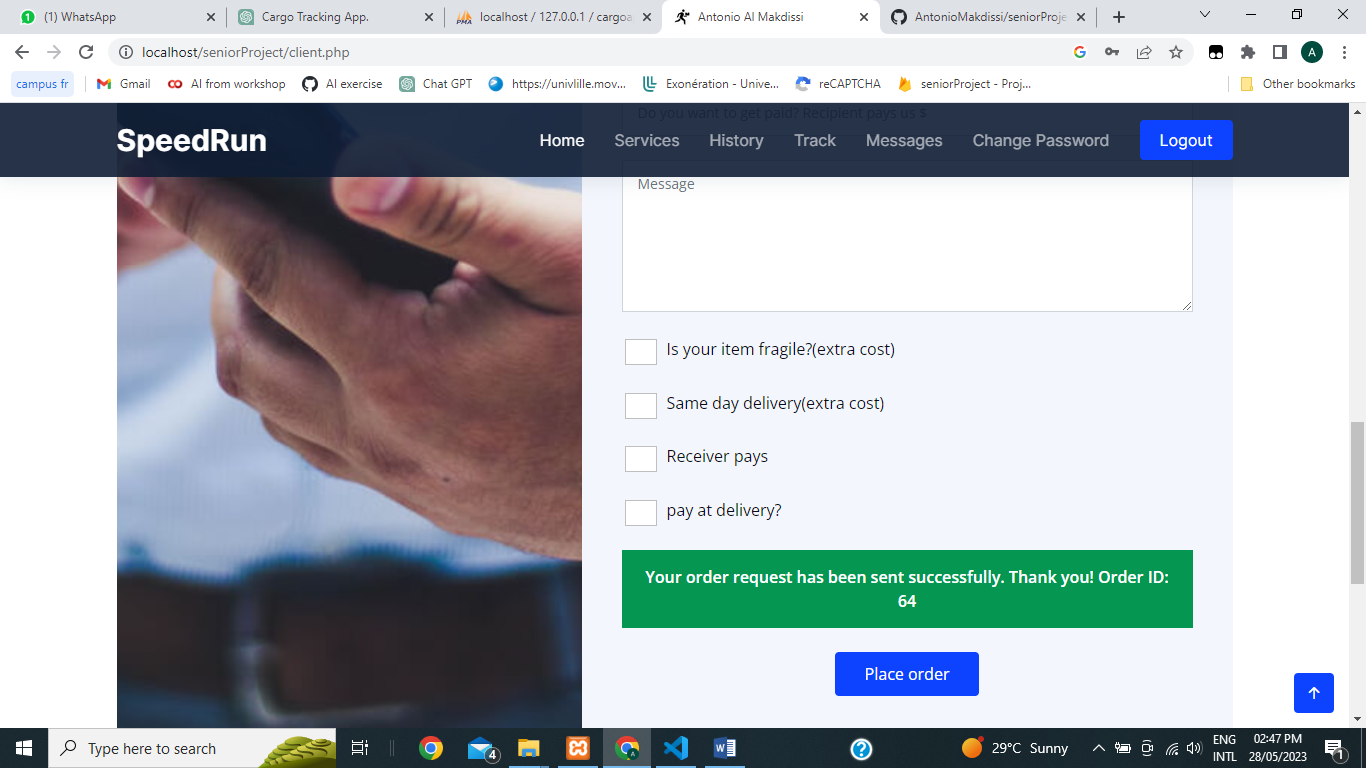 (1) WhatsApp
Cargo Tracking App.
localhost / 127.0.0.1 / cargoa
Antonio Al Makdissi
AntonioMakdissi/seniorProje
localhost/seniorProject/client.php
A
campus fr
Gmail
AI from workshop
AI exercise
Chat GPT
https://univlille.mov...
Exonération - Unive...
reCAPTCHA
seniorProject - Proj...
Other bookmarks
Do you want to get paid? Recipient pays us $
SpeedRun
Home
Services
History
Track
Messages
Change Password
Logout
Message
Is your item fragile?(extra cost)
Same day delivery(extra cost)
Receiver pays
pay at delivery?
Your order request has been sent successfully. Thank you! Order ID:
64
Place order
Type here to search
4
29°C Sunny
ENG
INTL
02:47 PM
28/05/2023
1